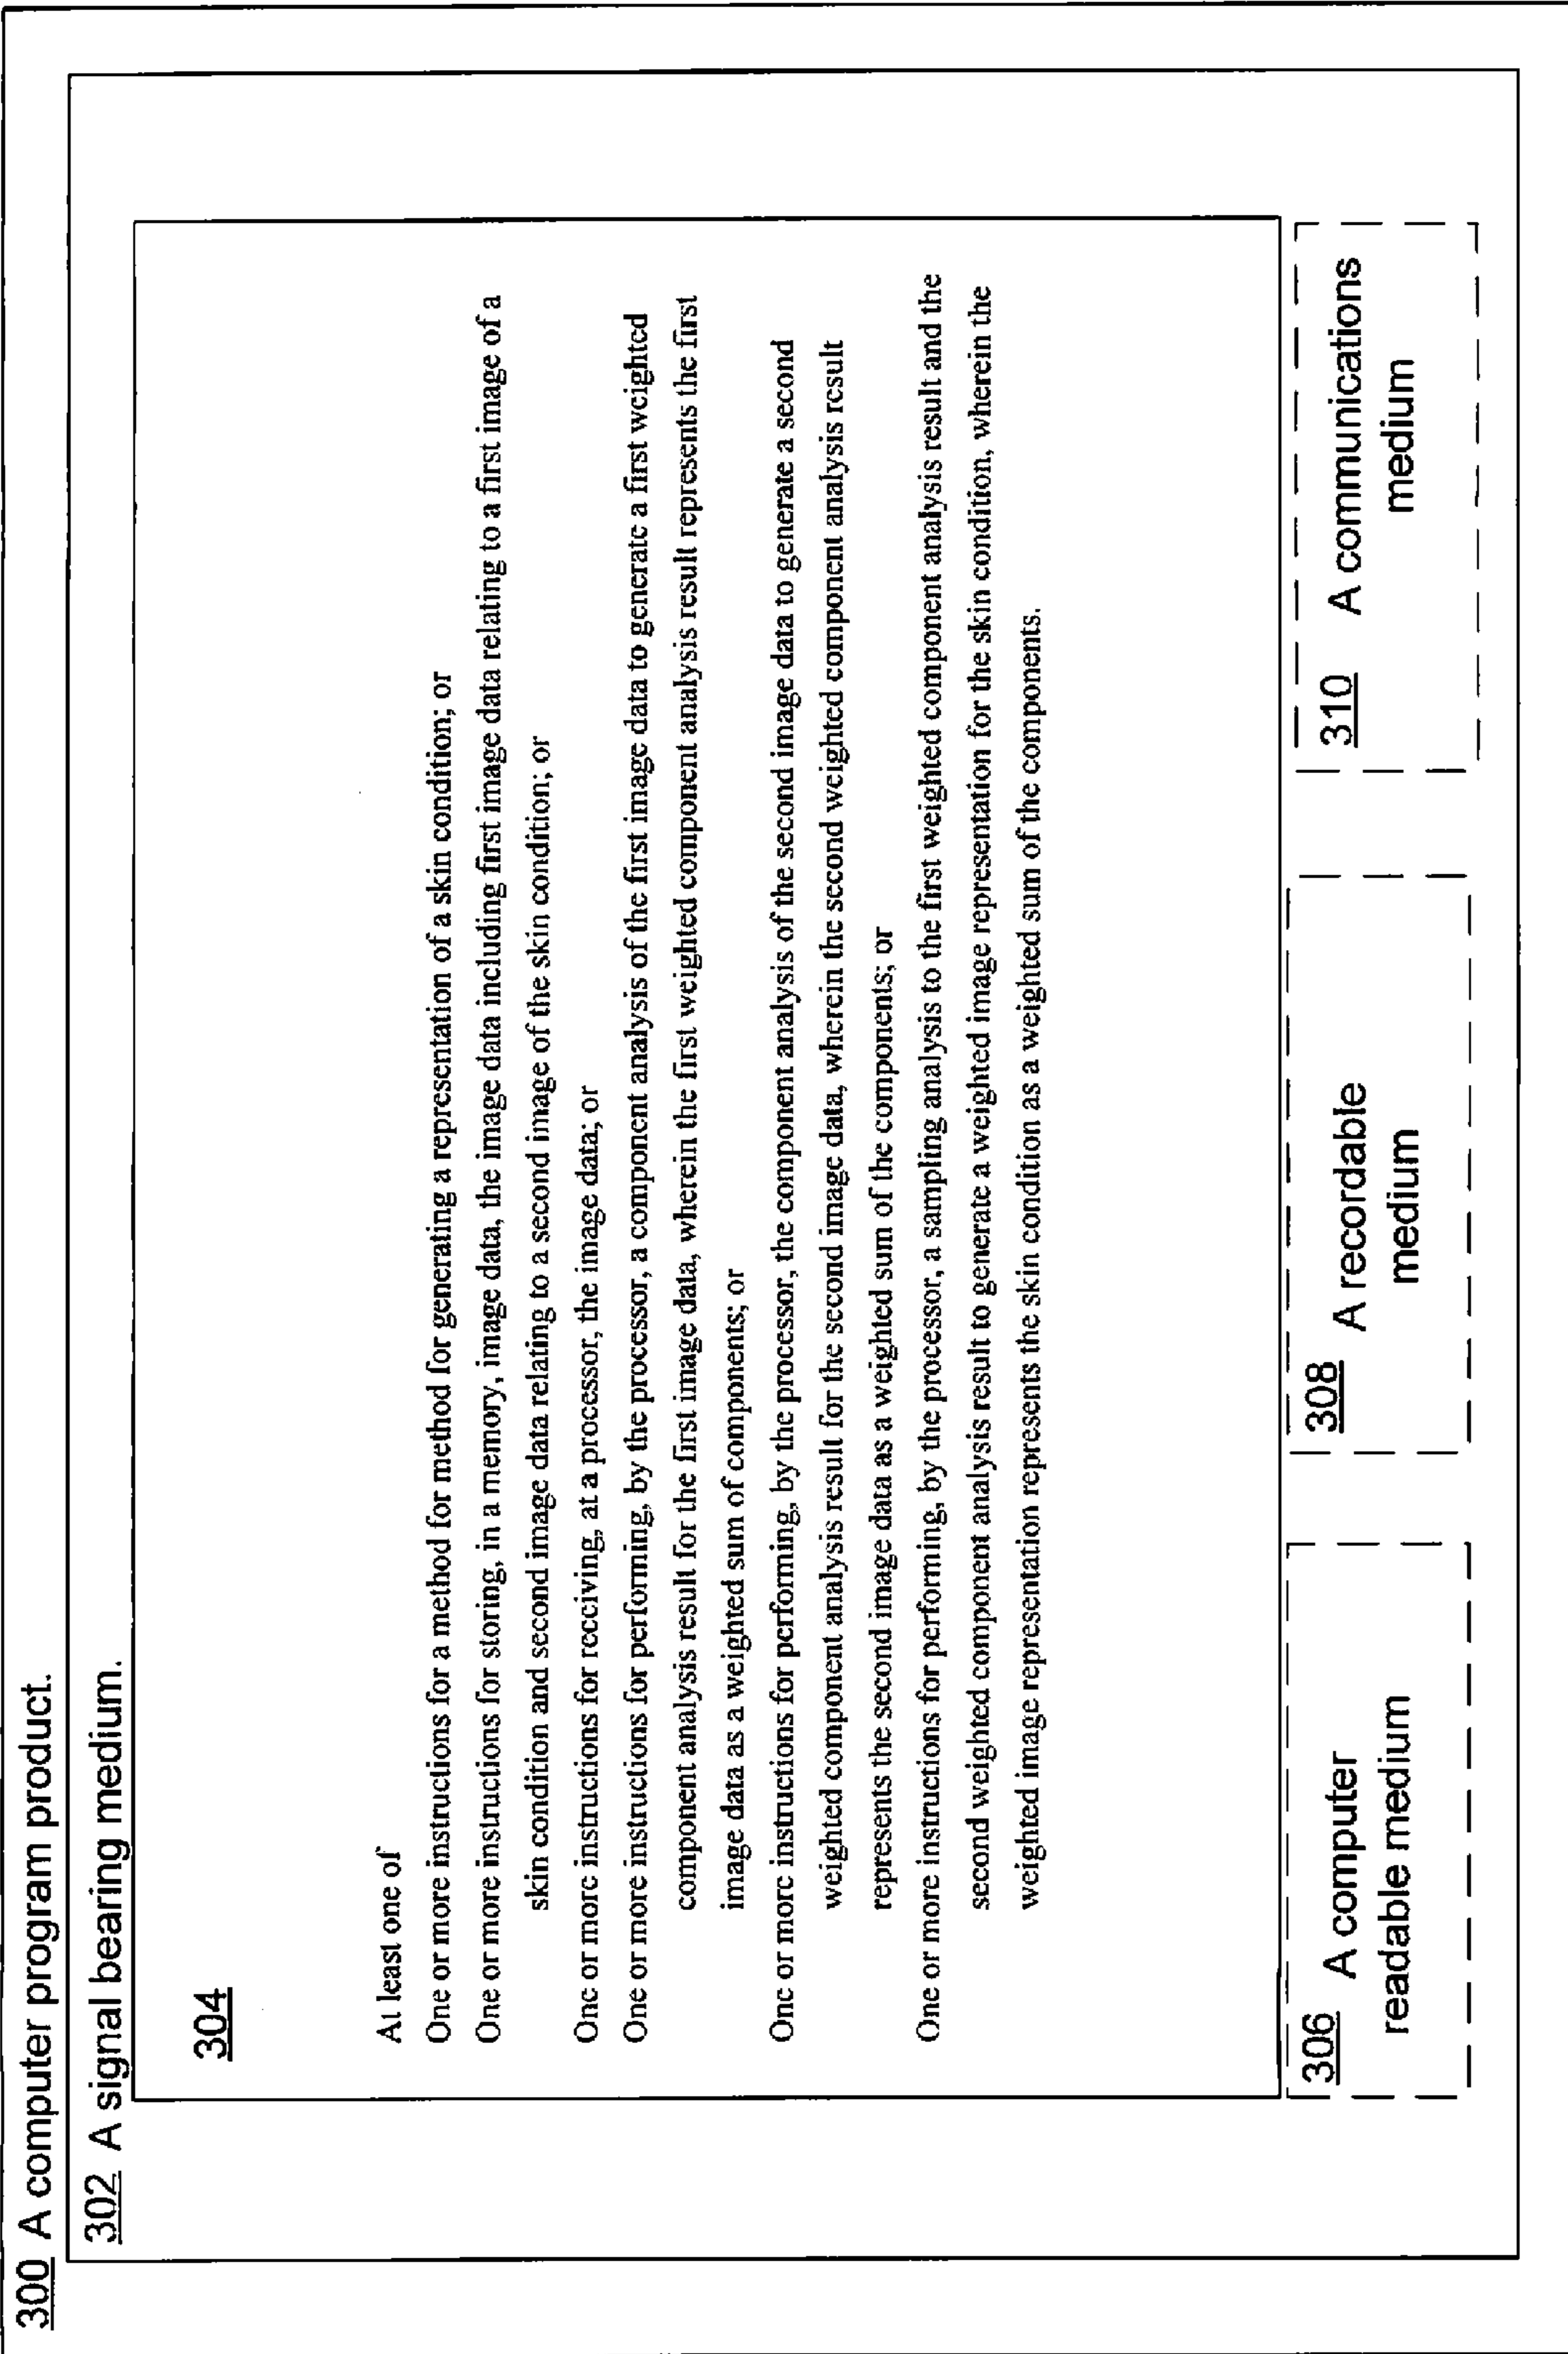 300 A computer program product.
302 A signal bearing medium.
304
At least one of
One or more instructions for a method for method for generating a representation of a skin condition; or
One or more instructions for storing, in a memory, image data, the image data including first image data relating to a first image of a
skin condition and second image data relating to a second image of the skin condition; or
One or more instructions for receiving, at a processor, the image data; or
One or more instructions for performing, by the processor, a component analysis of the first image data to generate a first weighted
component analysis result for the first image data, wherein the first weighted component analysis result represents the first
image data as a weighted sum of components; or
One or more instructions for performing, by the processor, the component analysis of the second image data to generate a second
weighted component analysis result for the second image data, wherein the second weighted component analysis result
represents the second image data as a weighted sum of the components; or
One or more instructions for performing, by the processor, a sampling analysis to the first weighted component analysis result and the
second weighted component analysis result to generate a weighted image representation for the skin condition, wherein the
weighted image representation represents the skin condition as a weighted sum of the components.
306 A computer
readable medium
308 A recordable
medium
310 A communications
medium